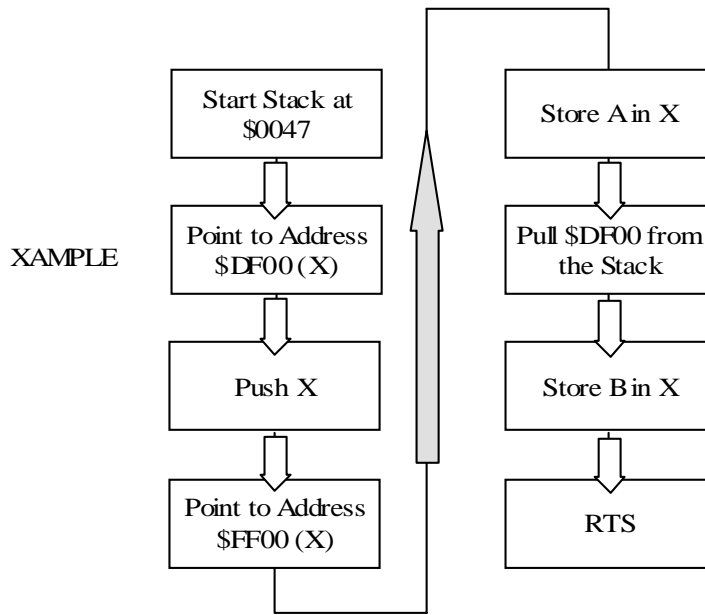 Start Stack at
$0047
XAMPLE
Point to Address
$DF00 (X)
Push X
Point to Address
$FF00 (X)
Store A in X
Pull $DF00 from
the Stack
Store B in X
RTS